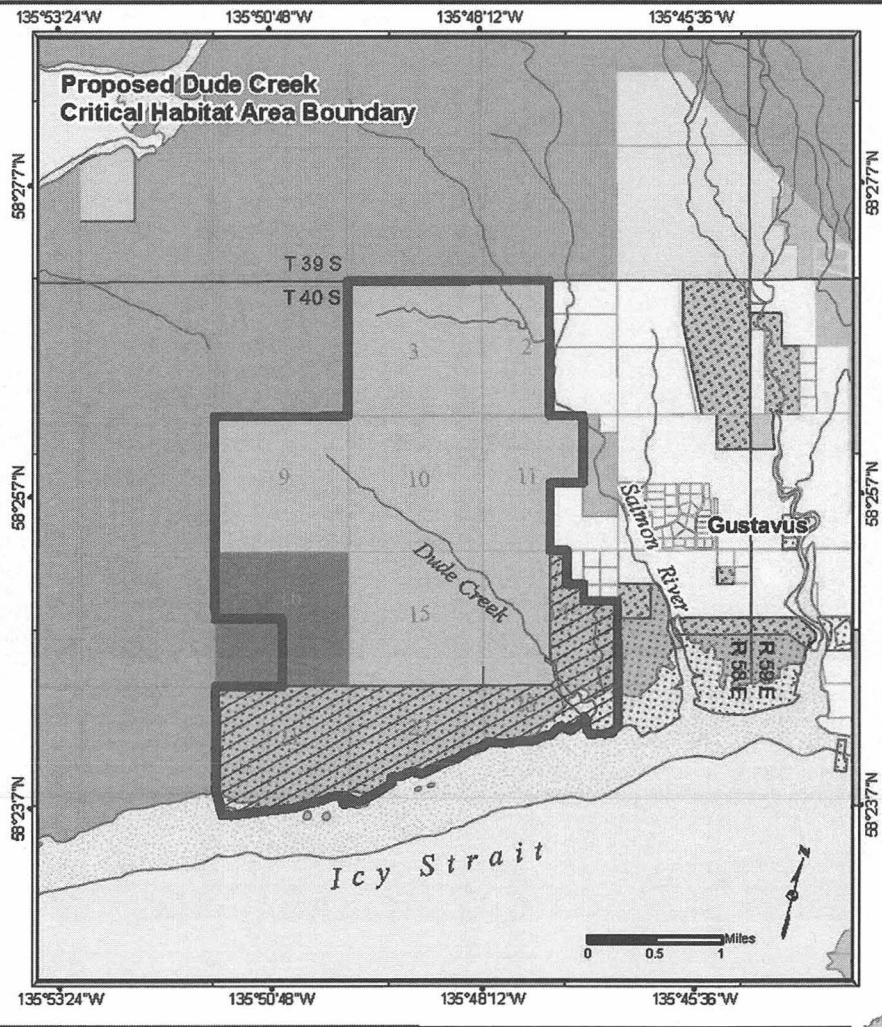 135°53'24"W 135°50'48"W 135°48'12"W 135°45'36"W
Proposed Dude Creek
Critical Habitat Area Boundary
58°27'7"N
58°27'7"N
T 39 S
T 40 S
3
2
9
10
11
58°25'7"N
58°25'7"N
Salmon
River
Gustavus
Dude Creek
15
R 58 E
R 59 E
22
58°23'7"N
58°23'7"N
Icy Strait
Z
Miles
0 0.5 1
135°53'24"W 135°50'48"W 135°48'12"W 135°45'36"W